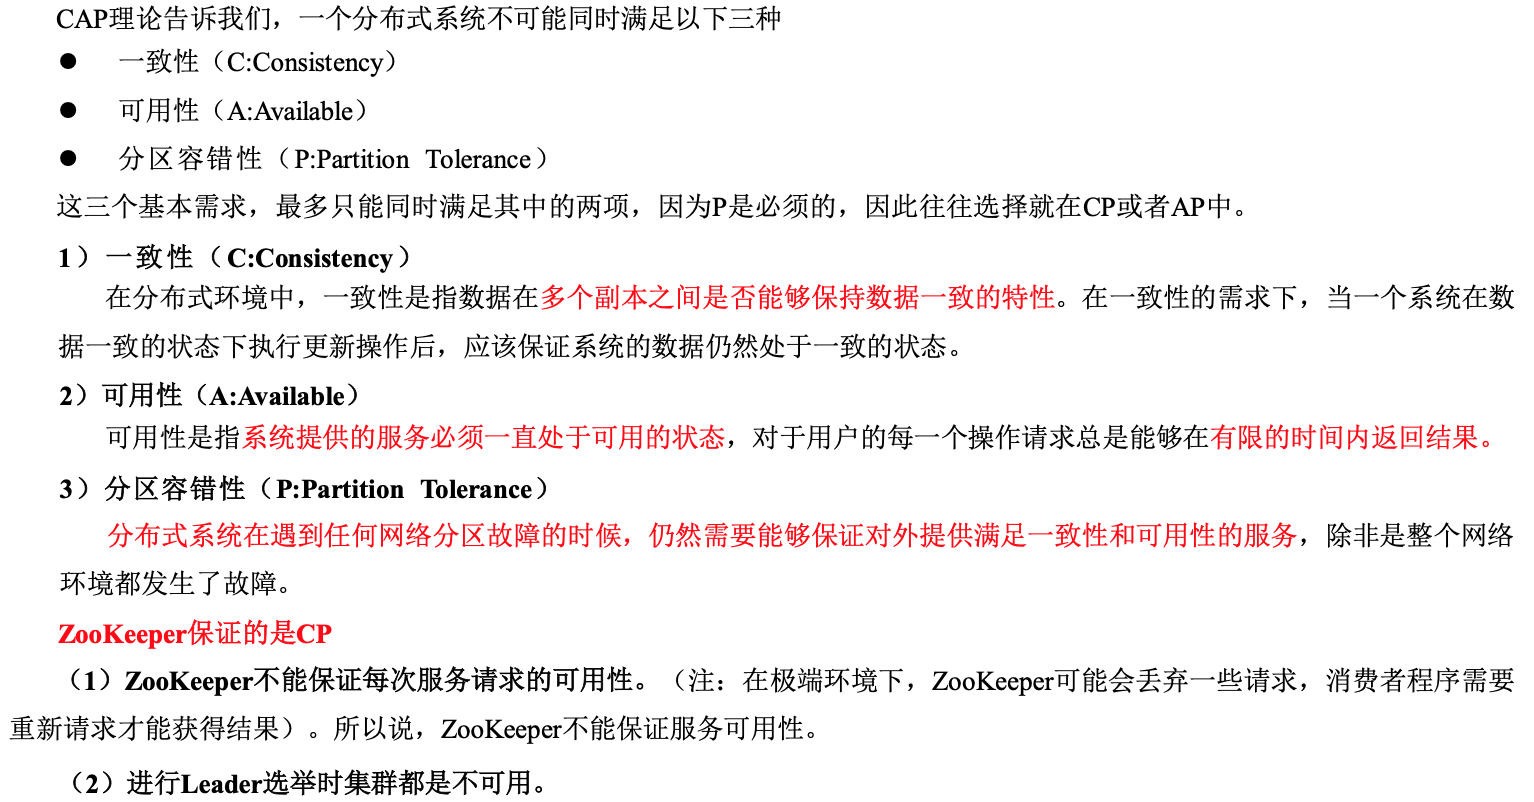 CAP理论告诉我们，一个分布式系统不可能同时满足以下三种
● 一致性（C:Consistency）
● 可用性（A:Available）
● 分区容错性（P:Partition Tolerance）
这三个基本需求，最多只能同时满足其中的两项，因为P是必须的，因此往往选择就在CP或者AP中。
1）一致性（C:Consistency）
在分布式环境中，一致性是指数据在多个副本之间是否能够保持数据一致的特性。在一致性的需求下，当一个系统在数
据一致的状态下执行更新操作后，应该保证系统的数据仍然处于一致的状态。
2）可用性（A:Available）
可用性是指系统提供的服务必须一直处于可用的状态，对于用户的每一个操作请求总是能够在有限的时间内返回结果。
3）分区容错性（P:Partition Tolerance）
分布式系统在遇到任何网络分区故障的时候，仍然需要能够保证对外提供满足一致性和可用性的服务，除非是整个网络
环境都发生了故障。
ZooKeeper保证的是CP
（1）ZooKeeper不能保证每次服务请求的可用性。（注：在极端环境下，ZooKeeper可能会丢弃一些请求，消费者程序需要
重新请求才能获得结果）。所以说，ZooKeeper不能保证服务可用性。
（2）进行Leader选举时集群都是不可用。